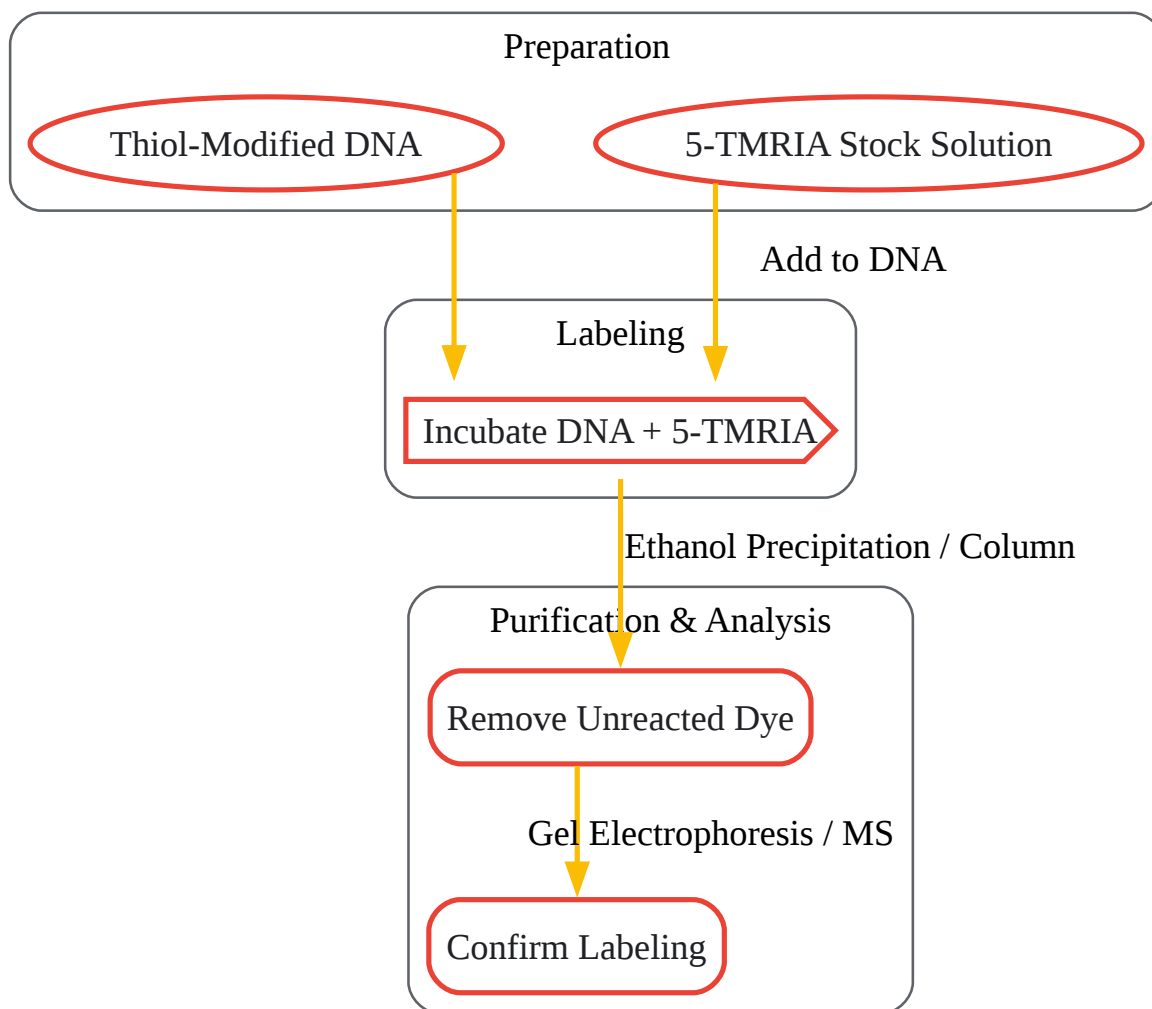 Preparation
Thiol-Modified DNA
5-TMRIA Stock Solution
Add to DNA
Labeling
Incubate DNA + 5-TMRIA
Ethanol Precipitation / Column
Purification & Analysis
Remove Unreacted Dye
Gel Electrophoresis / MS
Confirm Labeling